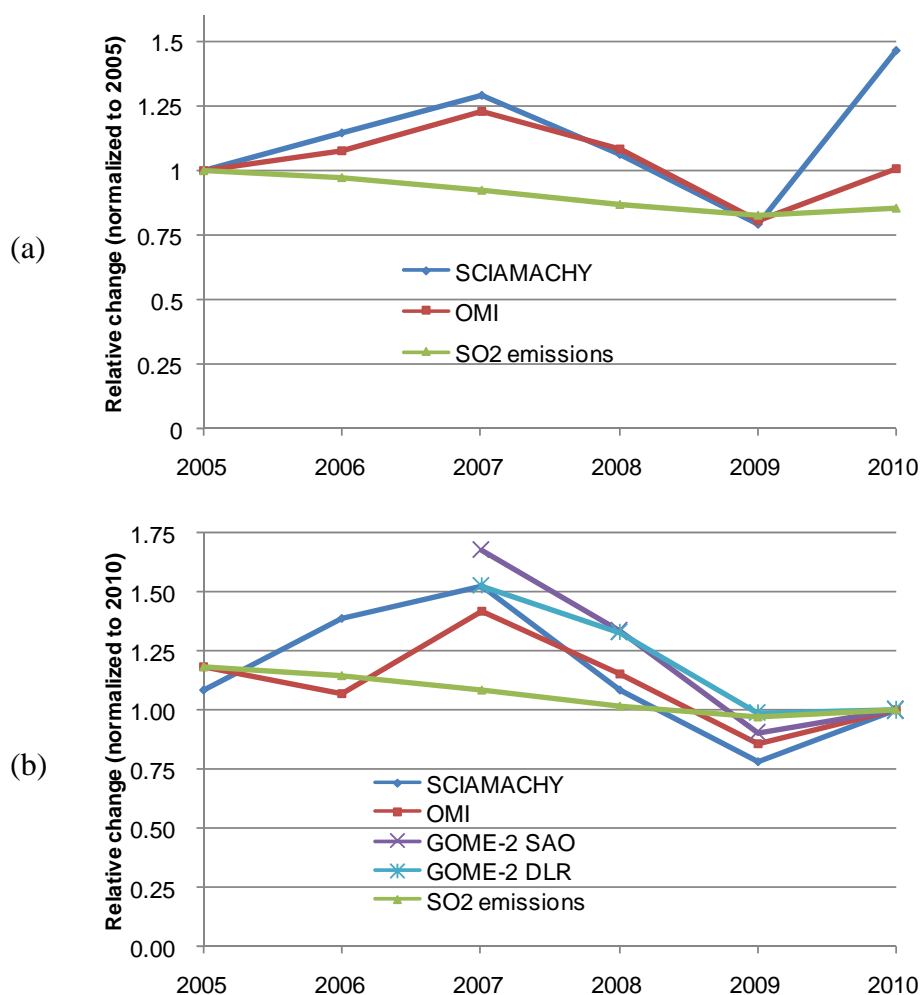 (a)
Relative change (normalized to 2005)
1.5
1.25
1
0.75
0.5
0.25
0
SCIAMACHY
OMI
SO2 emissions
2005 2006 2007 2008 2009 2010
(b)
Relative change (normalized to 2010)
1.75
1.50
1.25
1.00
0.75
0.50
0.25
0.00
SCIAMACHY
OMI
GOME-2 SAO
GOME-2 DLR
SO2 emissions
2005 2006 2007 2008 2009 2010